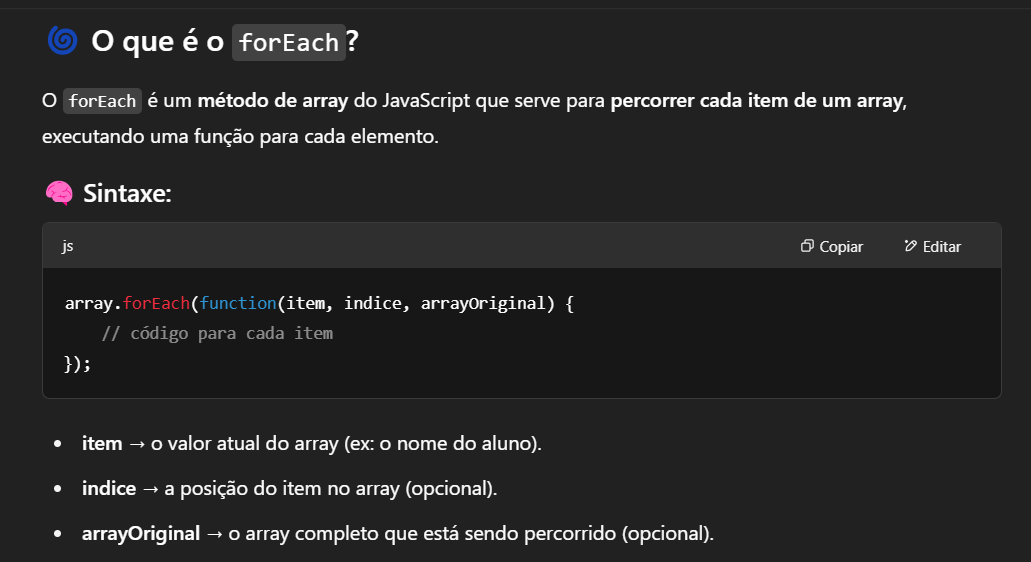 O que é o forEach?
O forEach é um método de array do JavaScript que serve para percorrer cada item de um array,
executando uma função para cada elemento.
Sintaxe:
js Copiar Editar
array.forEach(function(item, indice, arrayOriginal) {
    // código para cada item
});
• item → o valor atual do array (ex: o nome do aluno).
• indice → a posição do item no array (opcional).
• arrayOriginal → o array completo que está sendo percorrido (opcional).